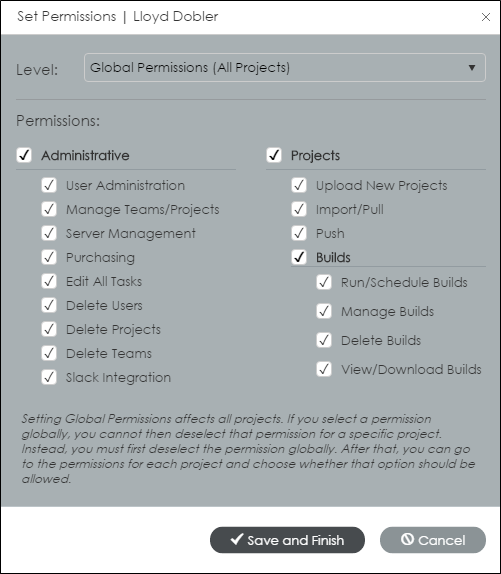 Set Permissions | Lloyd Dobler
Level:
Global Permissions (All Projects)
Permissions:
Administrative
User Administration
Manage Teams/Projects
Server Management
Purchasing
Edit All Tasks
Delete Users
Delete Projects
Delete Teams
Slack Integration
Projects
Upload New Projects
Import/Pull
Push
Builds
Run/Schedule Builds
Manage Builds
Delete Builds
View/Download Builds
Setting Global Permissions affects all projects. If you select a permission
globally, you cannot then deselect that permission for a specific project.
Instead, you must first deselect the permission globally. After that, you can go
to the permissions for each project and choose whether that option should be
allowed.
Save and Finish
Cancel